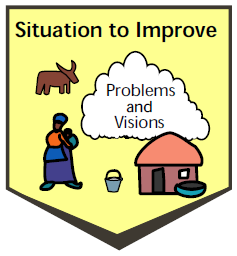 Situation to Improve
Problems
and
Visions